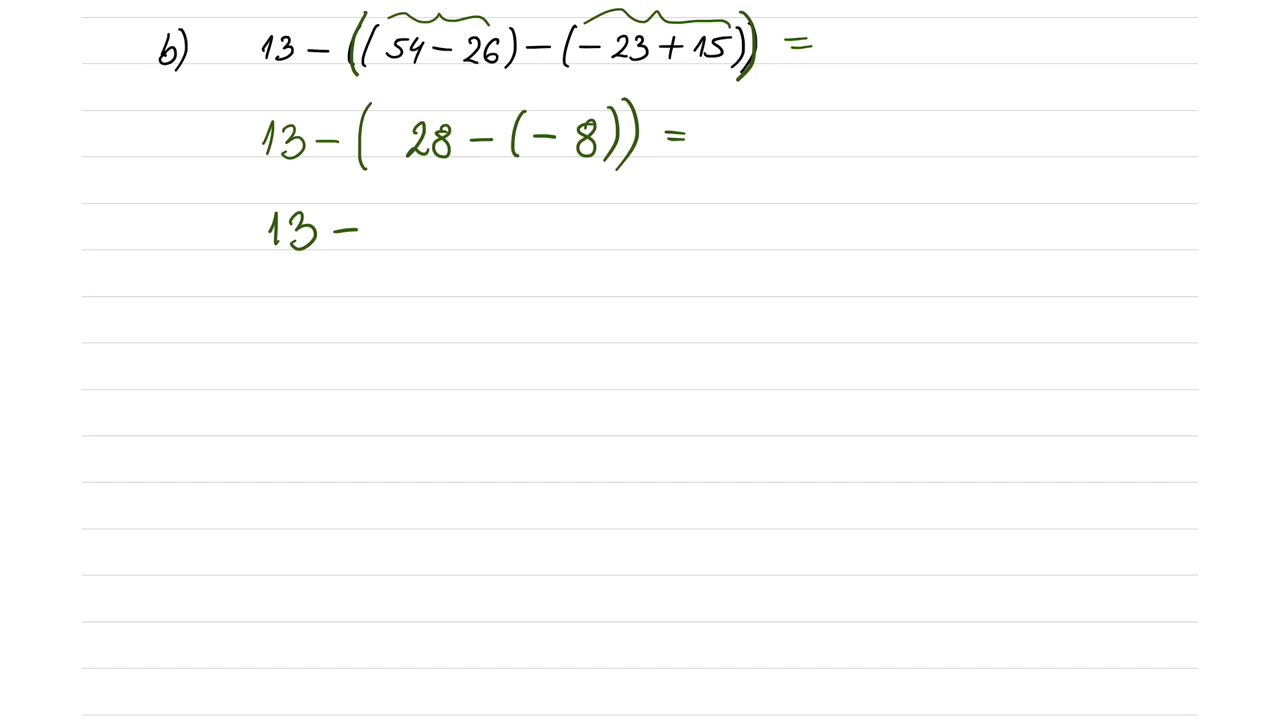 b) 13 − ((54 − 26) − (− 23 + 15)) =
13 − ( 28 − (− 8)) =
13 −